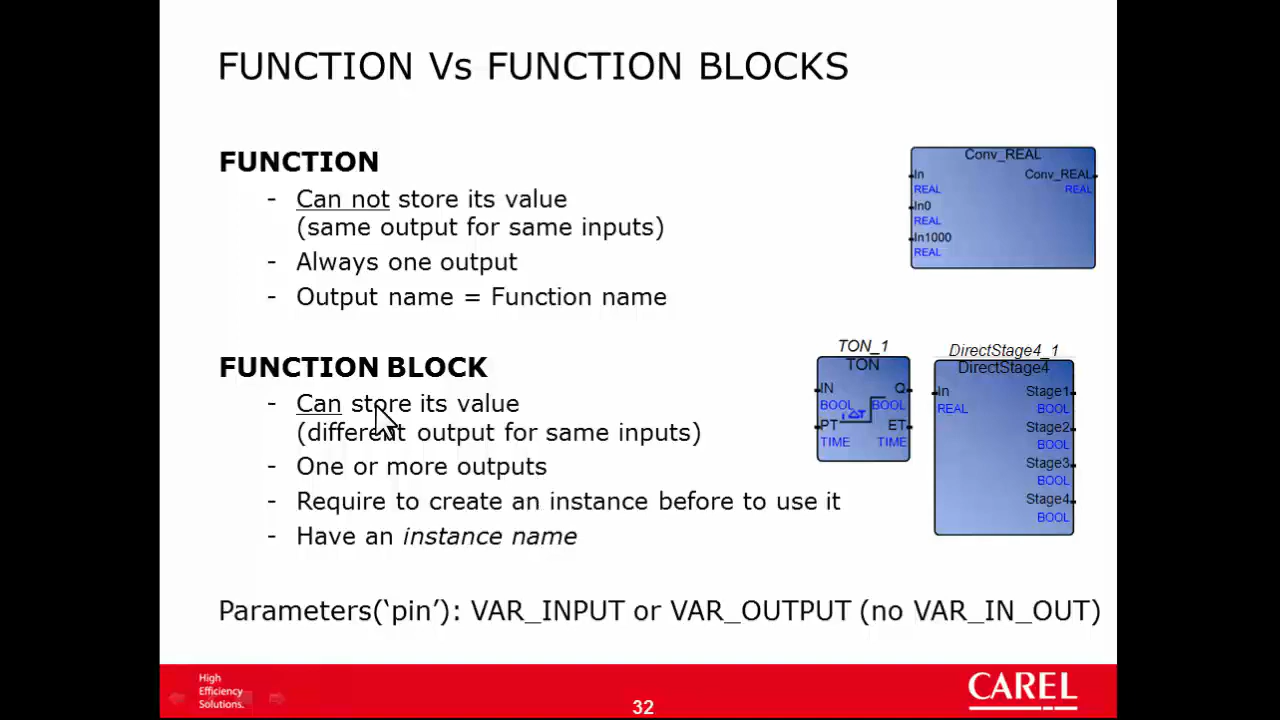 FUNCTION Vs FUNCTION BLOCKS
FUNCTION
- Can not store its value
(same output for same inputs)
- Always one output
- Output name = Function name
Conv_REAL
In Conv_REAL
REAL REAL
In0
REAL
In1000
REAL
FUNCTION BLOCK
- Can store its value
(different output for same inputs)
- One or more outputs
- Require to create an instance before to use it
- Have an instance name
TON_1
TON
IN Q
BOOL BOOL
PT ET
TIME TIME
DirectStage4_1
DirectStage4
In Stage1
REAL BOOL
Stage2
BOOL
Stage3
BOOL
Stage4
BOOL
Parameters(‘pin’): VAR_INPUT or VAR_OUTPUT (no VAR_IN_OUT)
High
Efficiency
Solutions.
32
CAREL